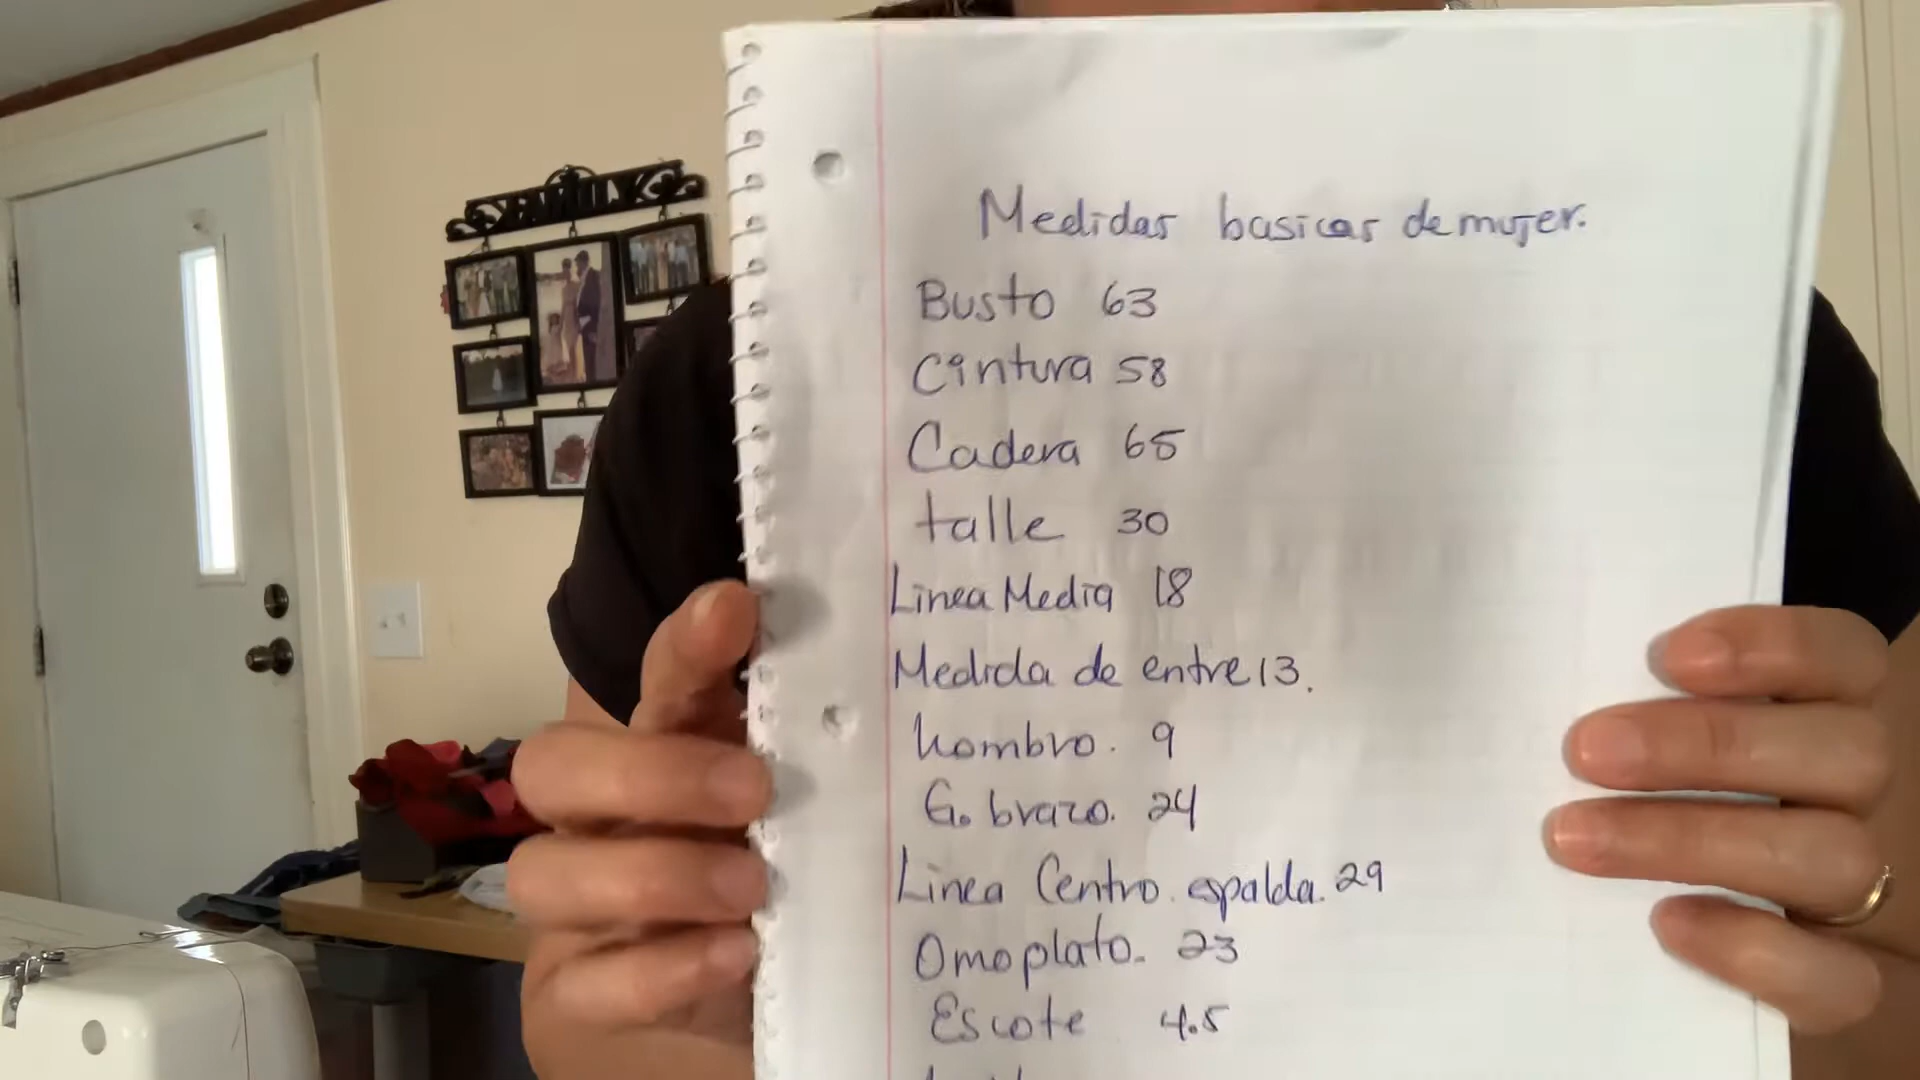 FAMILY
Medidas basicas de mujer.
Busto 63
Cintura 58
Cadera 65
talle 30
Linea Media 18
Medida de entre 13.
hombro. 9
G. brazo. 24
Linea Centro. espalda. 29
Omoplato. 23
Escote 4.5